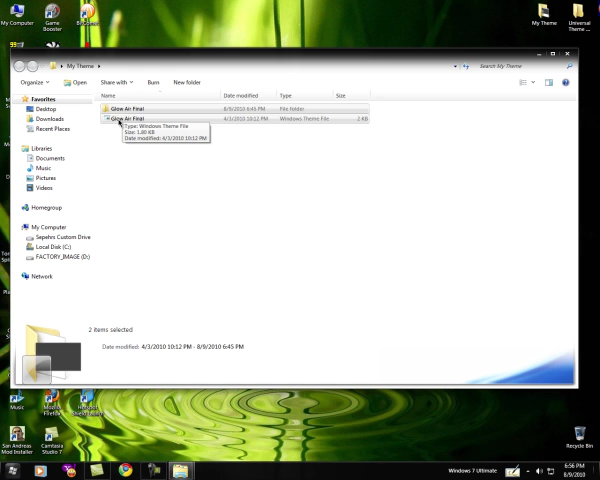 My Computer
Game
Booster
My Theme
Universal
Theme ...
My Theme
Search My Theme
Organize
Open
Share with
Burn
New folder
Name
Date modified
Type
Size
Favorites
Desktop
Downloads
Recent Places
Libraries
Documents
Music
Pictures
Videos
Homegroup
My Computer
Sepehrs Custom Drive
Local Disk (C:)
FACTORY_IMAGE (D:)
Network
Glow Air Final
8/9/2010 6:45 PM
File folder
Glow Air Final
4/3/2010 10:12 PM
Windows Theme File
2 KB
Type: Windows Theme File
Size: 1.80 KB
Date modified: 4/3/2010 10:12 PM
2 items selected
Date modified: 4/3/2010 10:12 PM - 8/9/2010 6:45 PM
Music
Mozilla
Firefox
Hotspot
Shield
San Andreas
Mod Installer
Camtasia
Studio 7
Recycle Bin
Windows 7 Ultimate
6:56 PM
8/9/2010